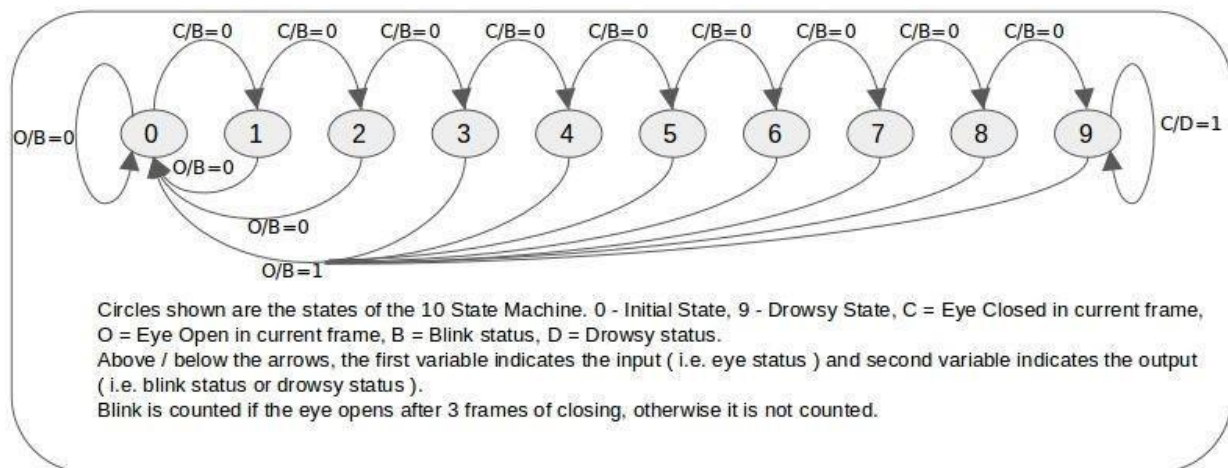 C/B=0 C/B=0 C/B=0 C/B=0 C/B=0 C/B=0 C/B=0 C/B=0 C/B=0
O/B=0 0 1 2 3 4 5 6 7 8 9 C/D=1
O/B=0
O/B=0
O/B=1
Circles shown are the states of the 10 State Machine. 0 - Initial State, 9 - Drowsy State, C = Eye Closed in current frame,
O = Eye Open in current frame, B = Blink status, D = Drowsy status.
Above / below the arrows, the first variable indicates the input ( i.e. eye status ) and second variable indicates the output
( i.e. blink status or drowsy status ).
Blink is counted if the eye opens after 3 frames of closing, otherwise it is not counted.